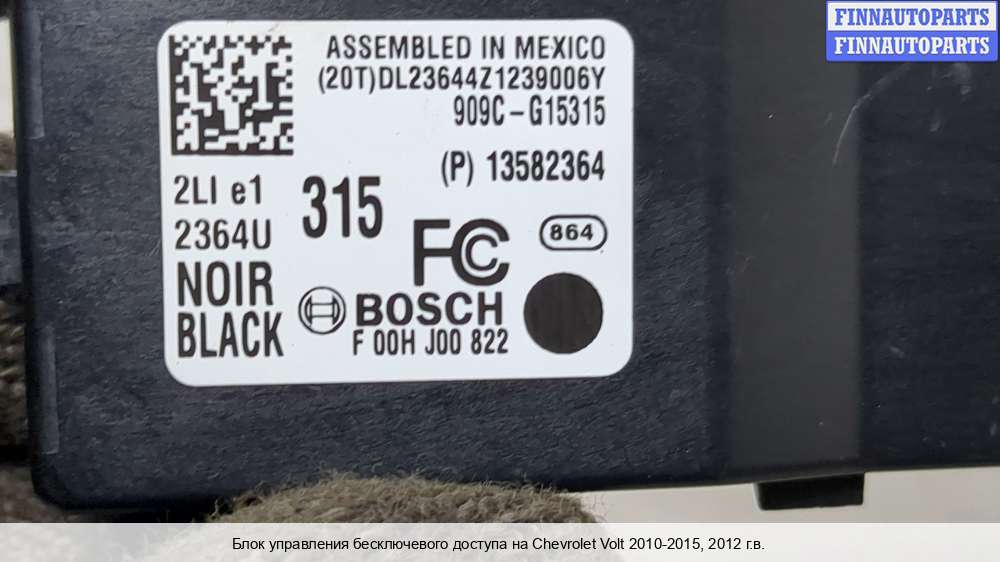 FINNAUTOPARTS
FINNAUTOPARTS
ASSEMBLED IN MEXICO
(20T)DL23644Z1239006Y
909C-G15315
(P) 13582364
2LI e1
2364U
315
FC
864
NOIR
BLACK
BOSCH
F 00H J00 822
Блок управления бесключевого доступа на Chevrolet Volt 2010-2015, 2012 г.в.